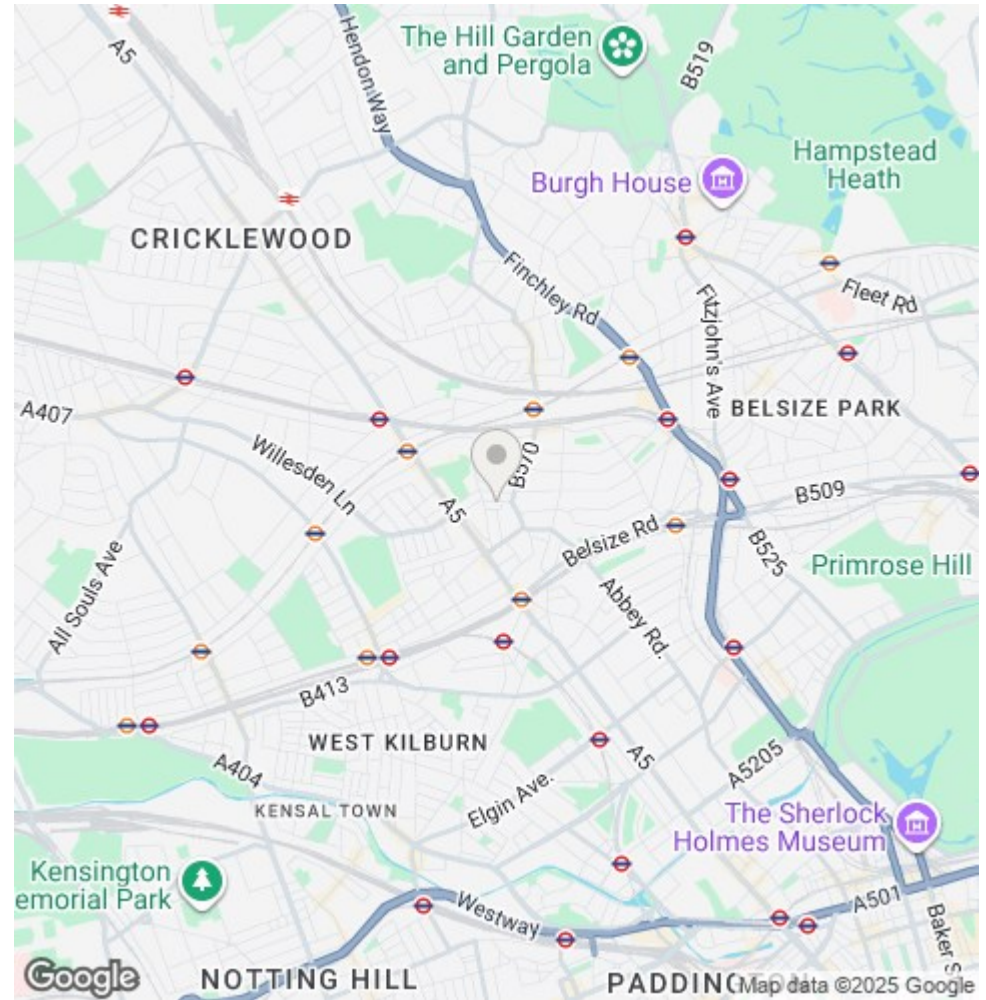 A5
Hendon Way
The Hill Garden
and Pergola
B519
Hampstead
Heath
Burgh House
CRICKLEWOOD
Finchley Rd
Fitzjohn's Ave
Fleet Rd
A407
BELSIZE PARK
Willesden Ln
B570
A5
B509
Belsize Rd
B525
Primrose Hill
All Souls Ave
Abbey Rd.
B413
WEST KILBURN
A5
A404
A5205
KENSAL TOWN
Elgin Ave.
The Sherlock
Holmes Museum
Kensington
emorial Park
Westway
A501
Baker S
Google
NOTTING HILL
PADDINGTON
Map data ©2025 Google